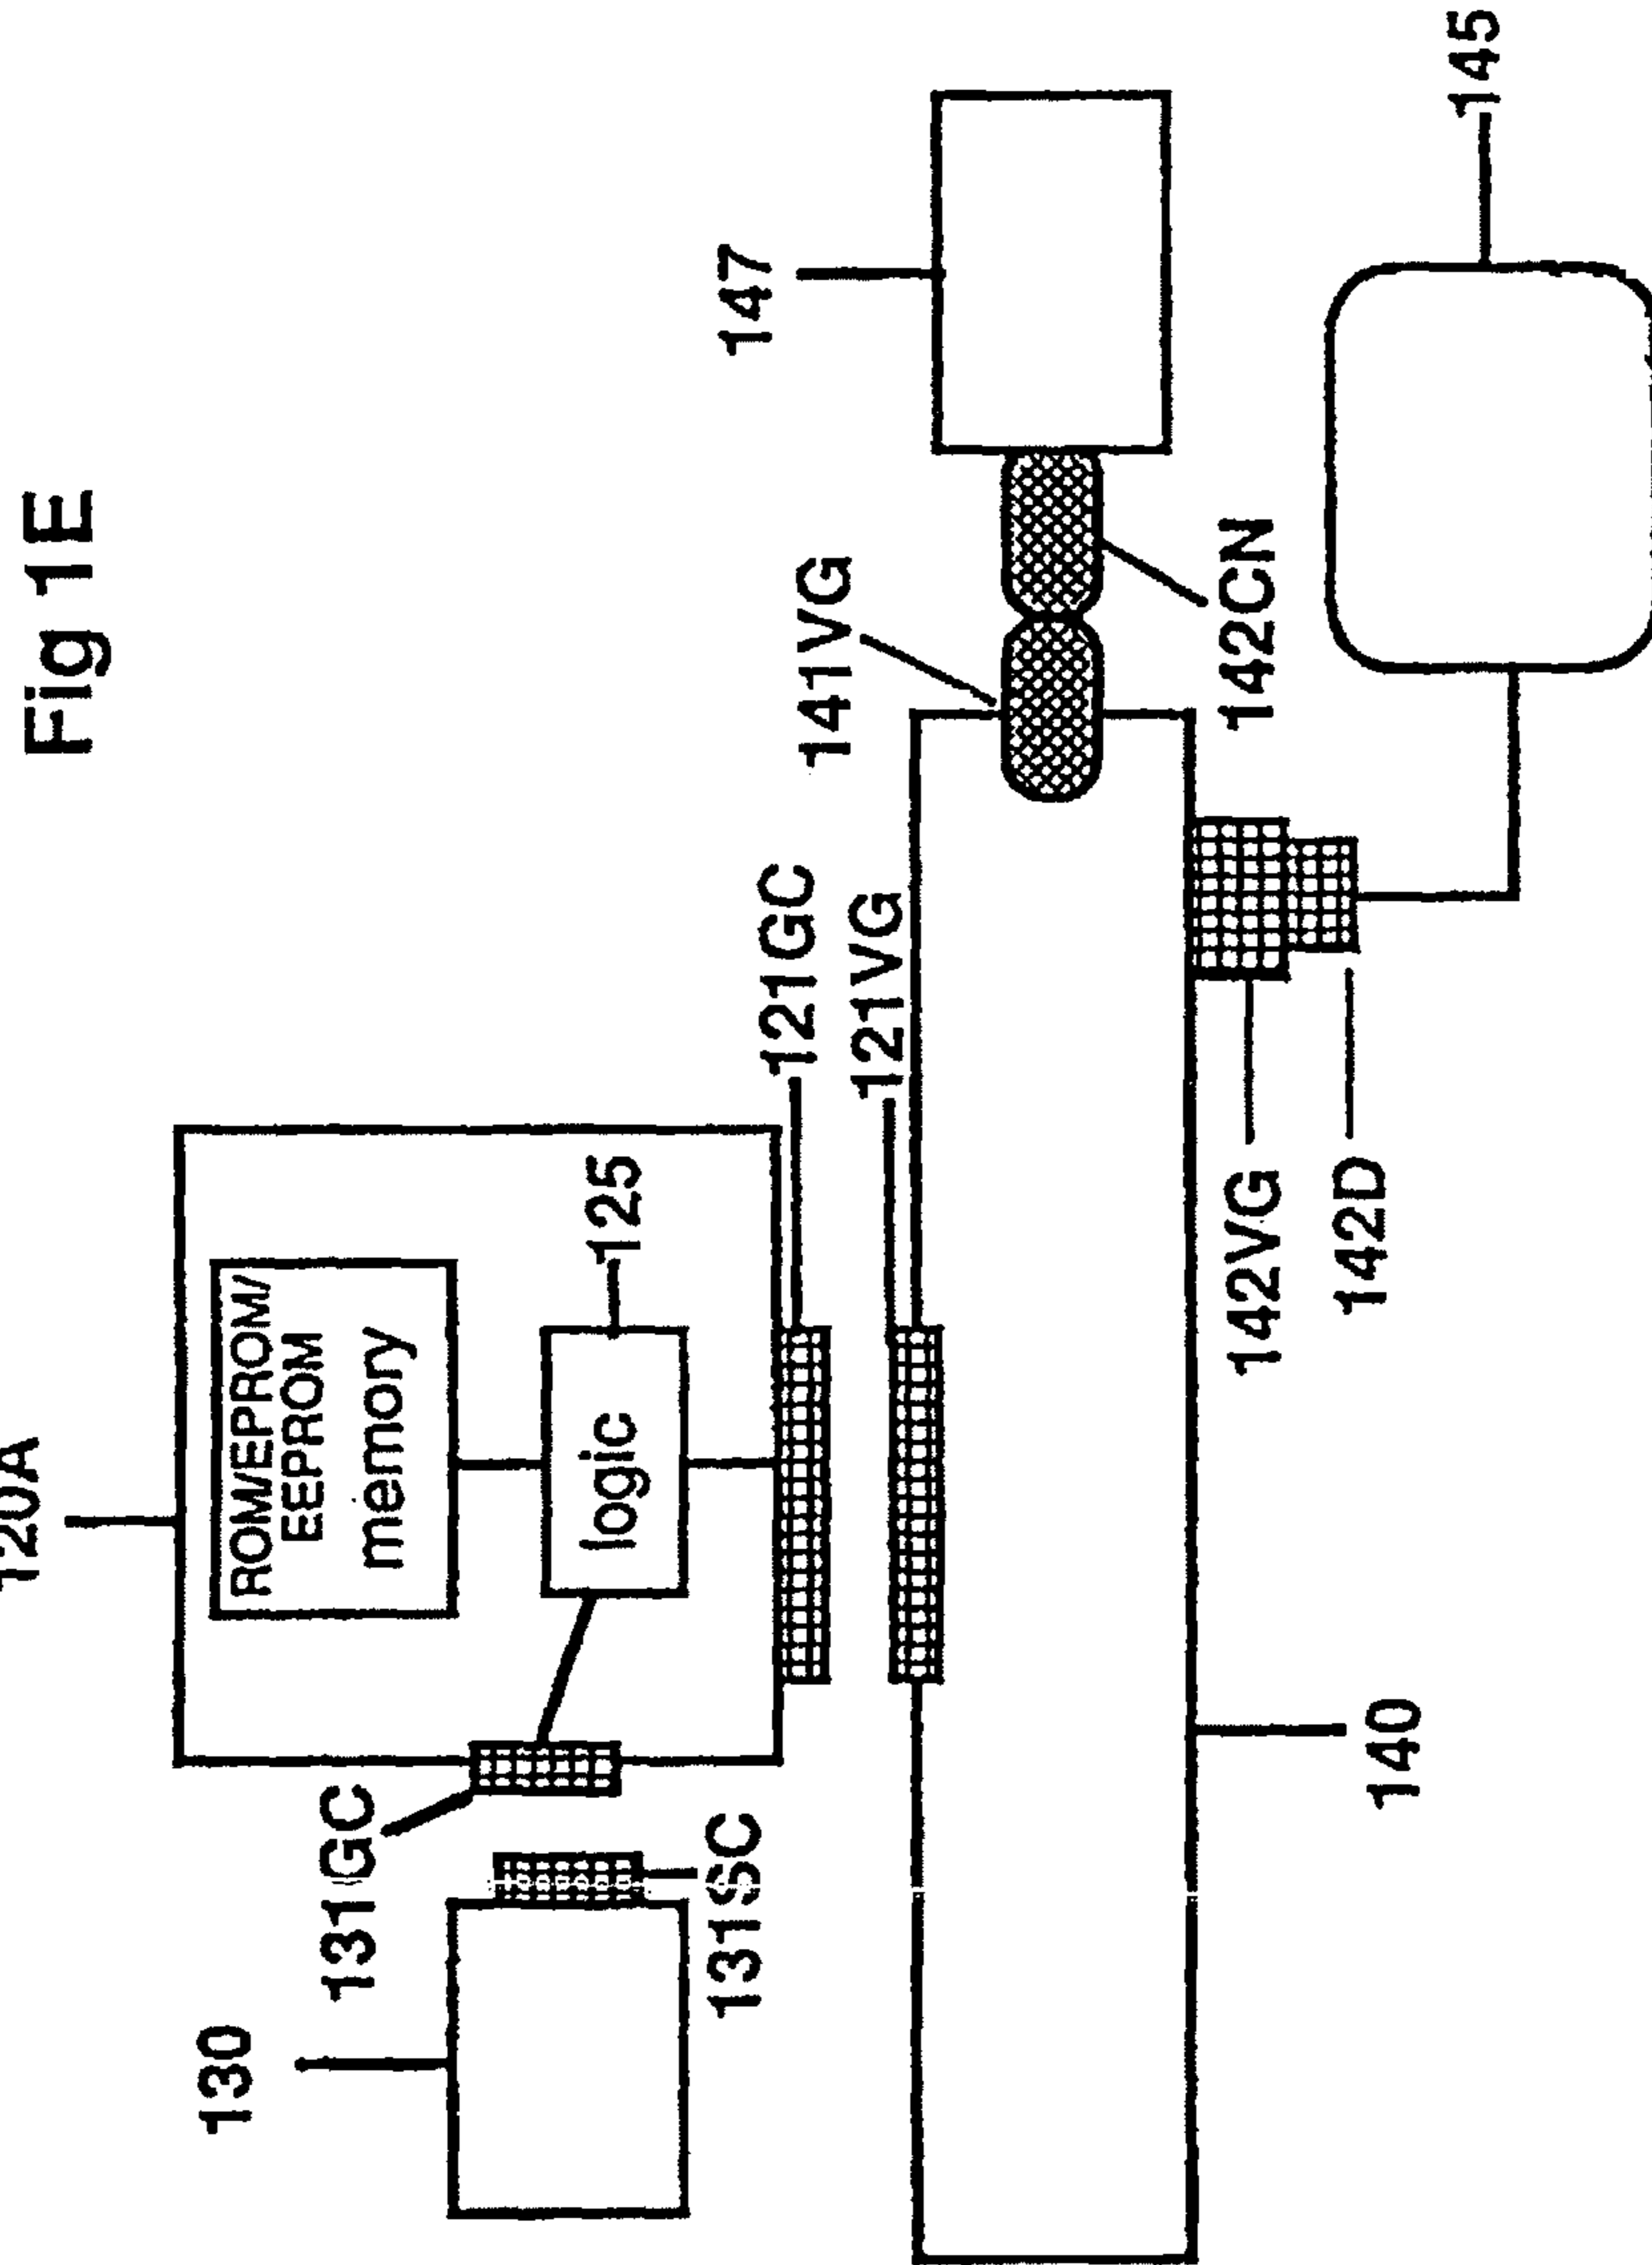 120A
Fig 1E
130
ROM/EPROM/
EEPROM
memory
131GC
logic
125
131SC
147
121GC
141VG
121VG
142VG
142CN
142D
140
145